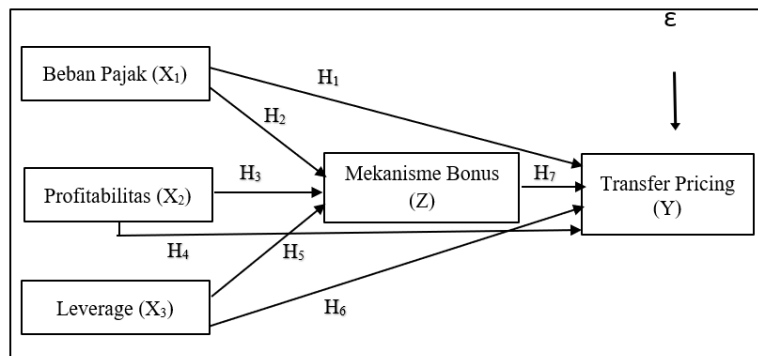 ε
Beban Pajak (X₁)
H₁
H₂
Profitabilitas (X₂)
H₃
Mekanisme Bonus
(Z)
H₇
Transfer Pricing
(Y)
H₄
H₅
Leverage (X₃)
H₆